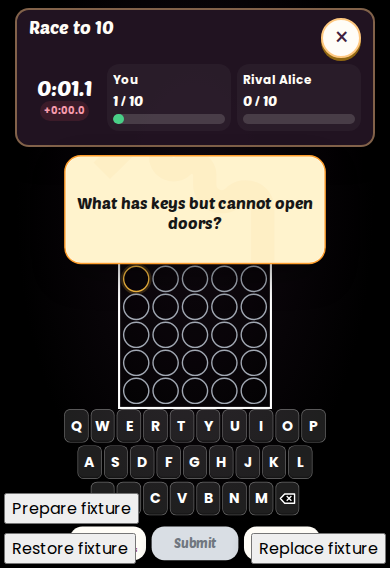 Race to 10
×
0:01.1
+0:00.0
You
1 / 10
Rival Alice
0 / 10
What has keys but cannot open
doors?
Q W E R T Y U I O P
A S D F G H J K L
C V B N M
Prepare fixture
Restore fixture
Submit
Replace fixture